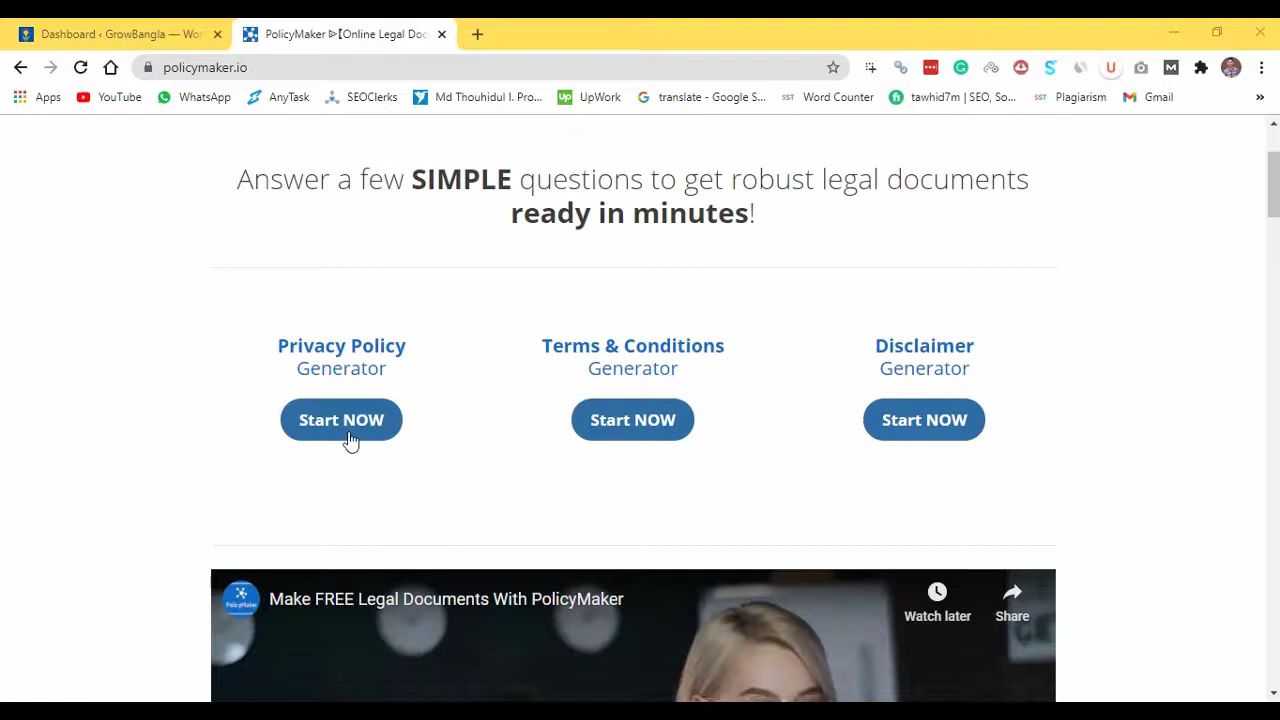 Dashboard ‹ GrowBangla — Wor
PolicyMaker ᐅ【Online Legal Doc
policymaker.io
Apps
YouTube
WhatsApp
AnyTask
SEOClerks
Md Thouhidul I. Pro...
UpWork
translate - Google S...
Word Counter
tawhid7m | SEO, So...
Plagiarism
Gmail
»
Answer a few SIMPLE questions to get robust legal documents
ready in minutes!
Privacy Policy
Generator
Start NOW
Terms & Conditions
Generator
Start NOW
Disclaimer
Generator
Start NOW
PolicyMaker
Make FREE Legal Documents With PolicyMaker
Watch later
Share